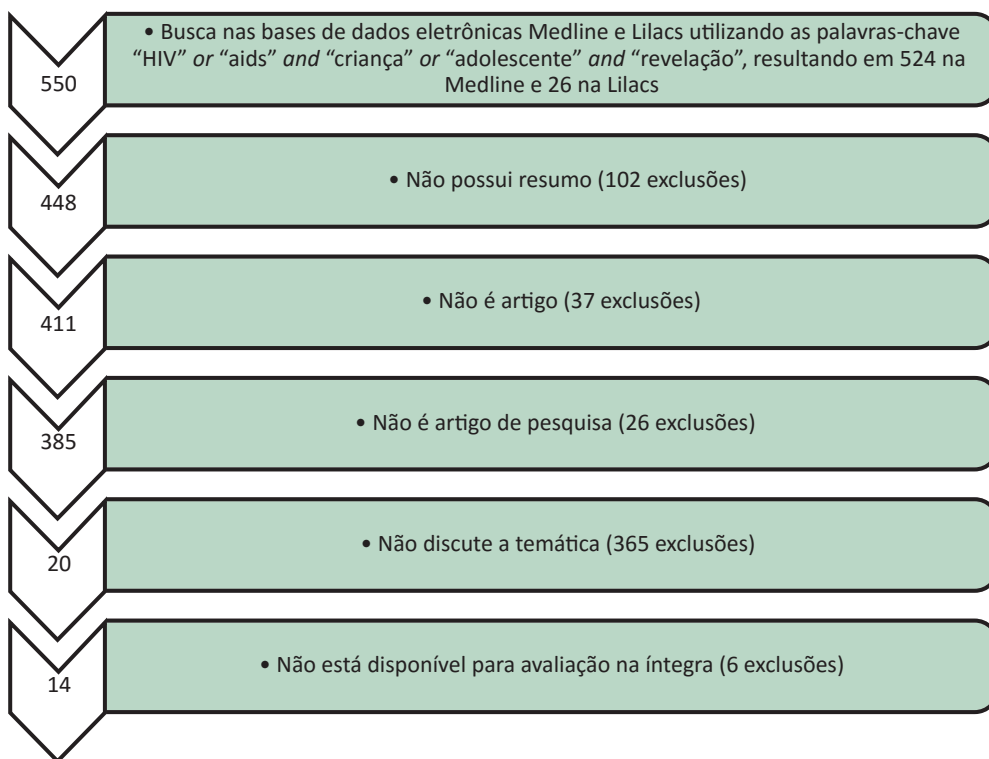 550
• Busca nas bases de dados eletrônicas Medline e Lilacs utilizando as palavras-chave
“HIV” or “aids” and “criança” or “adolescente” and “revelação”, resultando em 524 na
Medline e 26 na Lilacs
448
• Não possui resumo (102 exclusões)
411
• Não é artigo (37 exclusões)
385
• Não é artigo de pesquisa (26 exclusões)
20
• Não discute a temática (365 exclusões)
14
• Não está disponível para avaliação na íntegra (6 exclusões)